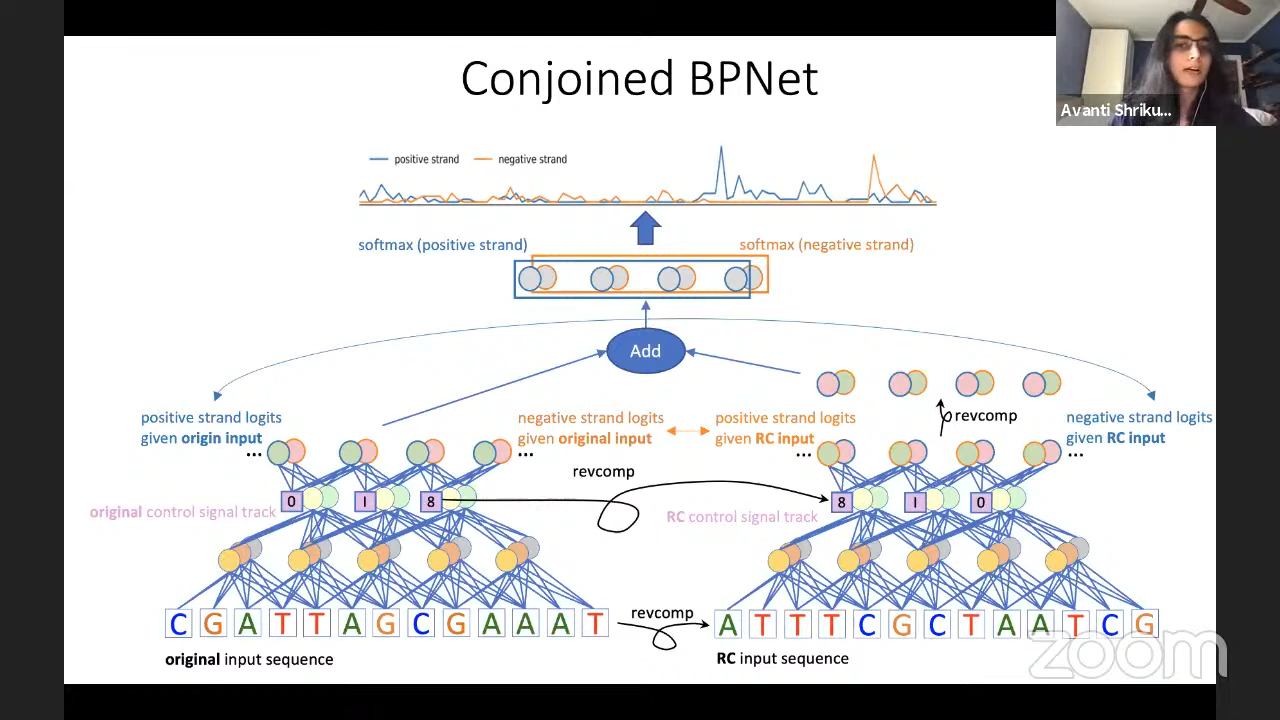 Conjoined BPNet
Avanti Shriku...
positive strand
negative strand
softmax (positive strand)
softmax (negative strand)
Add
positive strand logits
given origin input
negative strand logits
given original input
positive strand logits
given RC input
revcomp
negative strand logits
given RC input
...
...
...
...
revcomp
original control signal track
0
I
8
RC control signal track
8
I
0
C G A T T A G C G A A A T
revcomp
A T T T C G C T A A T C G
original input sequence
RC input sequence
zoom